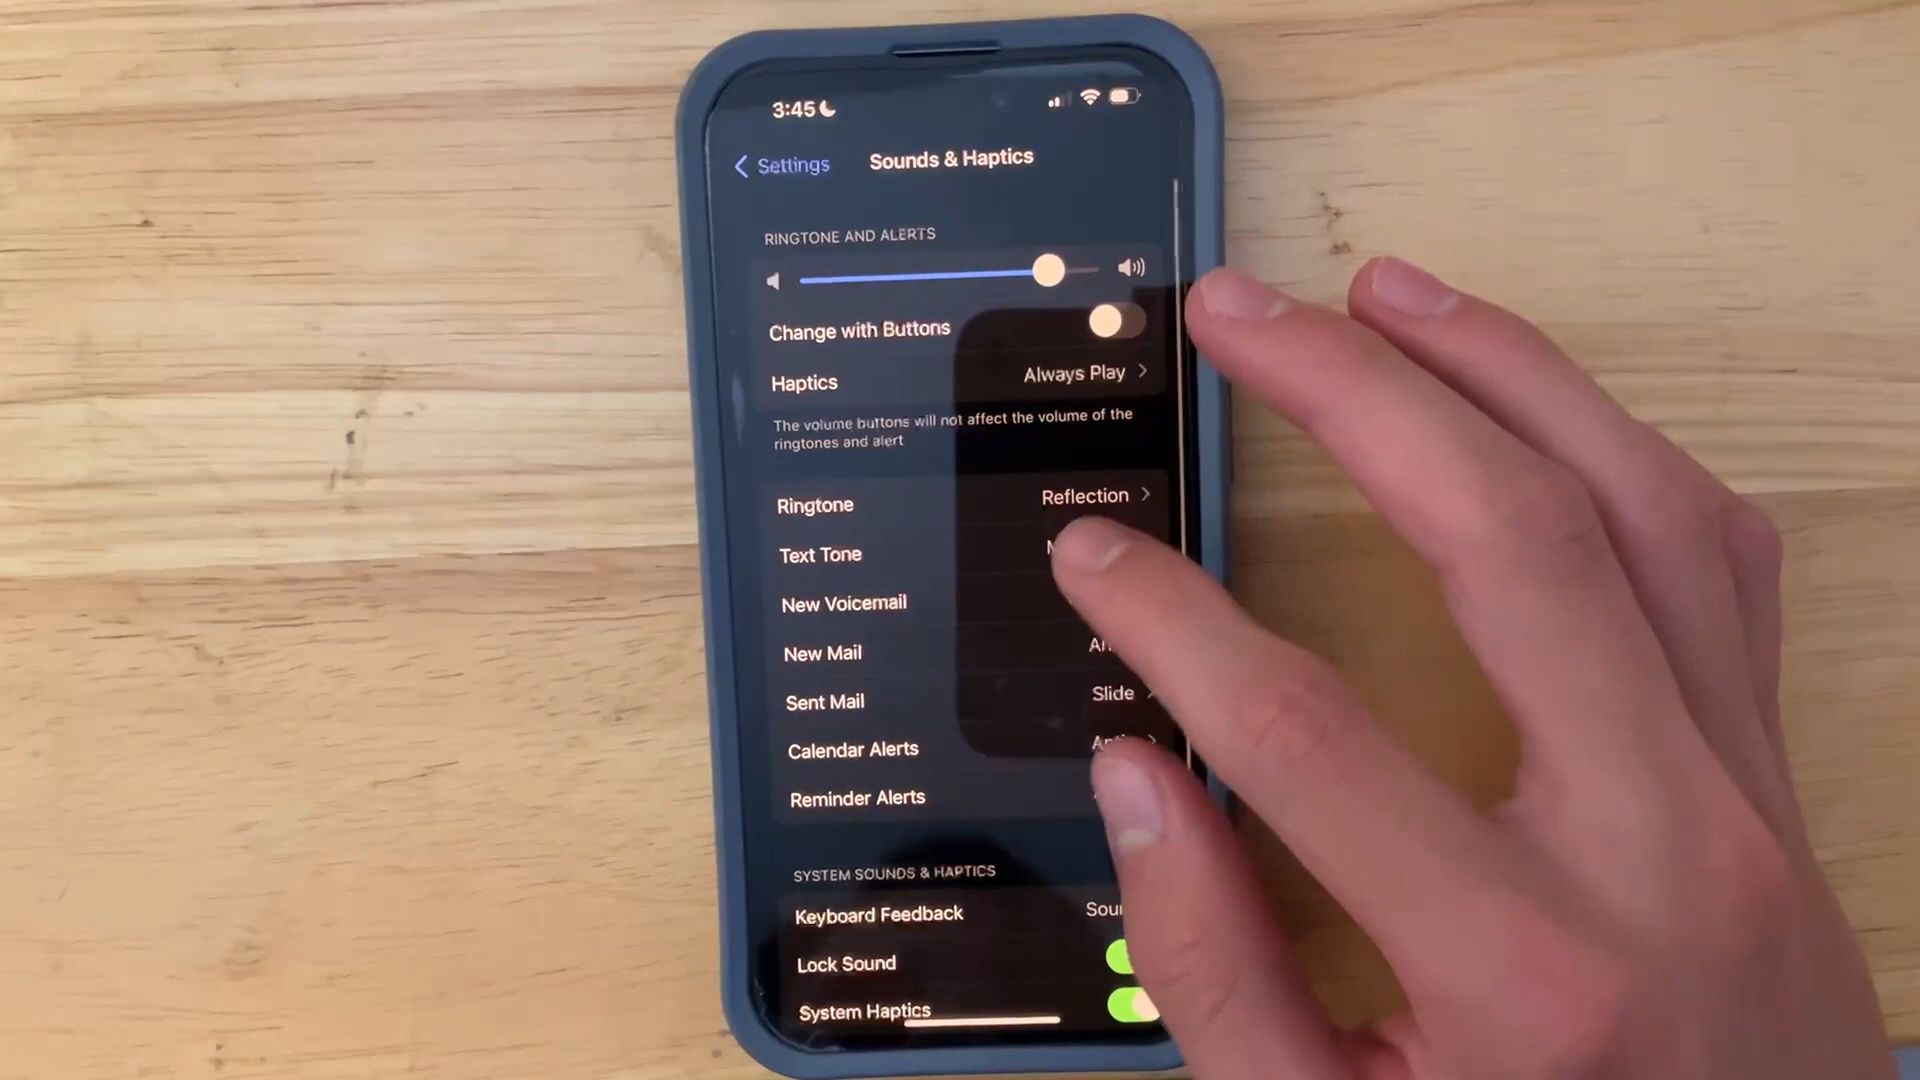 3:45
Settings
Sounds & Haptics
RINGTONE AND ALERTS
Change with Buttons
Haptics Always Play
The volume buttons will not affect the volume of the
ringtones and alert
Ringtone Reflection
Text Tone
New Voicemail
New Mail
Sent Mail Slide
Calendar Alerts
Reminder Alerts
SYSTEM SOUNDS & HAPTICS
Keyboard Feedback
Lock Sound
System Haptics